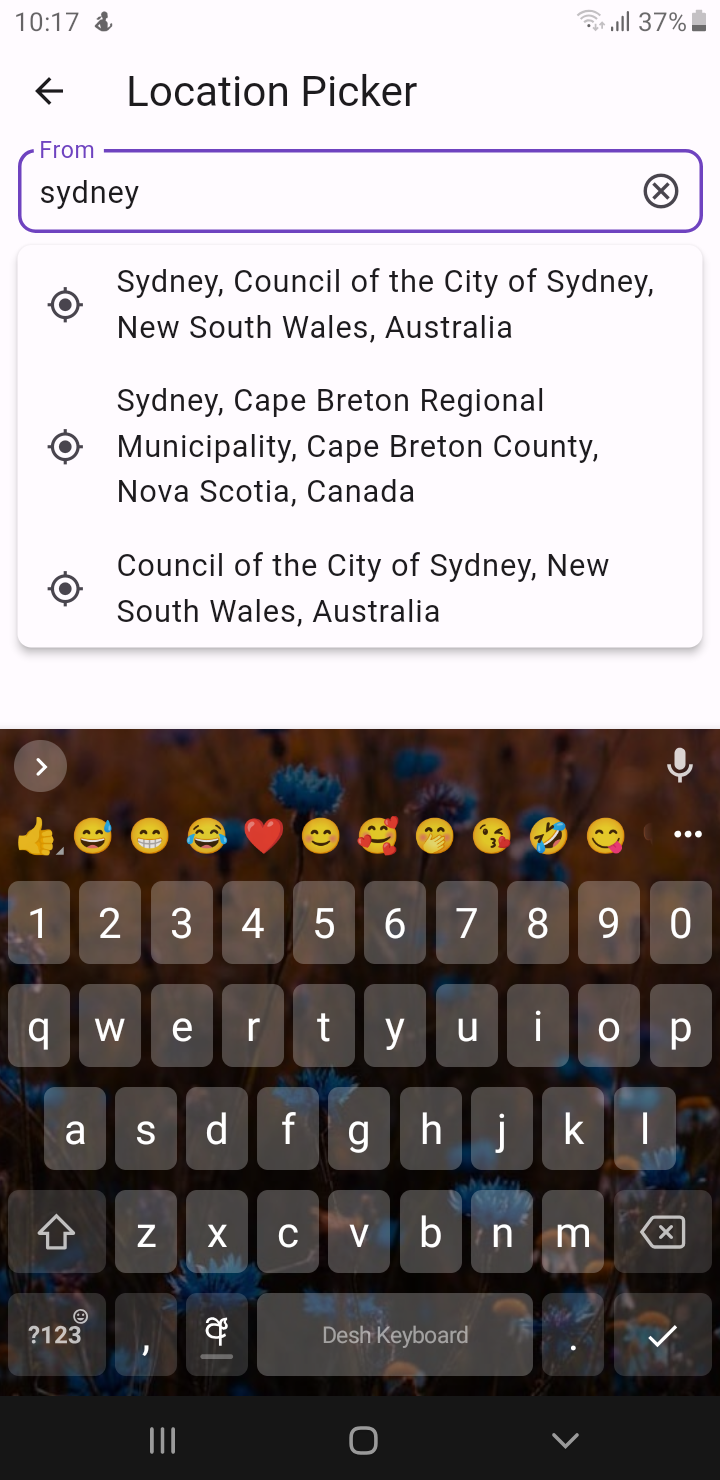 10:17 37%
Location Picker
From
sydney
Sydney, Council of the City of Sydney,
New South Wales, Australia
Sydney, Cape Breton Regional
Municipality, Cape Breton County,
Nova Scotia, Canada
Council of the City of Sydney, New
South Wales, Australia
1 2 3 4 5 6 7 8 9 0
q w e r t y u i o p
a s d f g h j k l
z x c v b n m
?123 , Desh Keyboard .